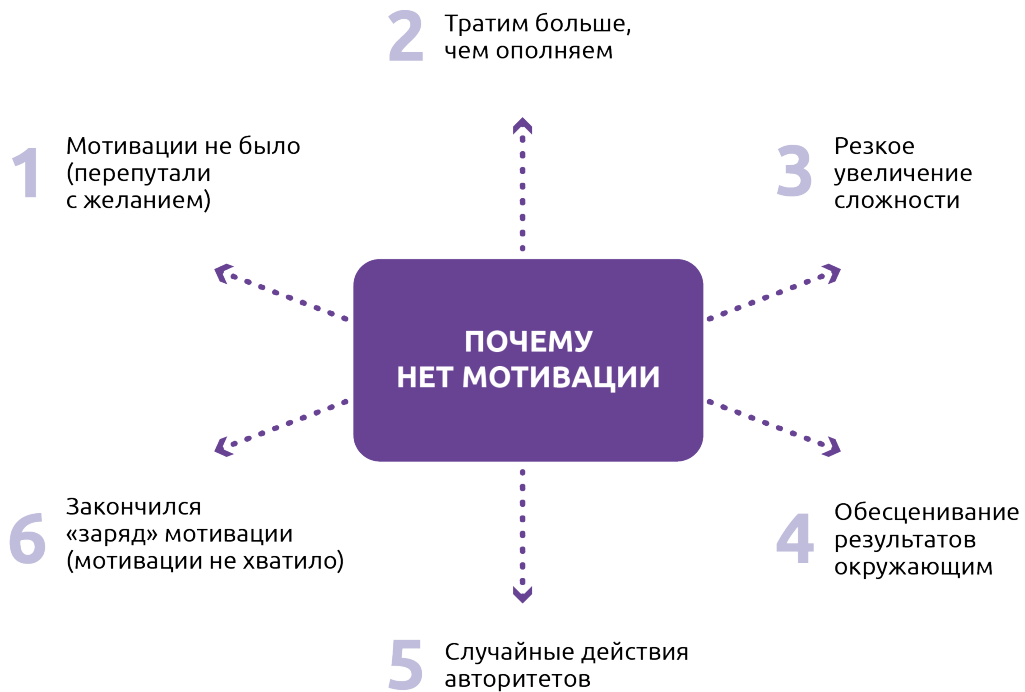 1
Мотивации не было
(перепутали
с желанием)
2
Тратим больше,
чем ополняем
3
Резкое
увеличение
сложности
ПОЧЕМУ
НЕТ МОТИВАЦИИ
4
Обесценивание
результатов
окружающим
5
Случайные действия
авторитетов
6
Закончился
«заряд» мотивации
(мотивации не хватило)